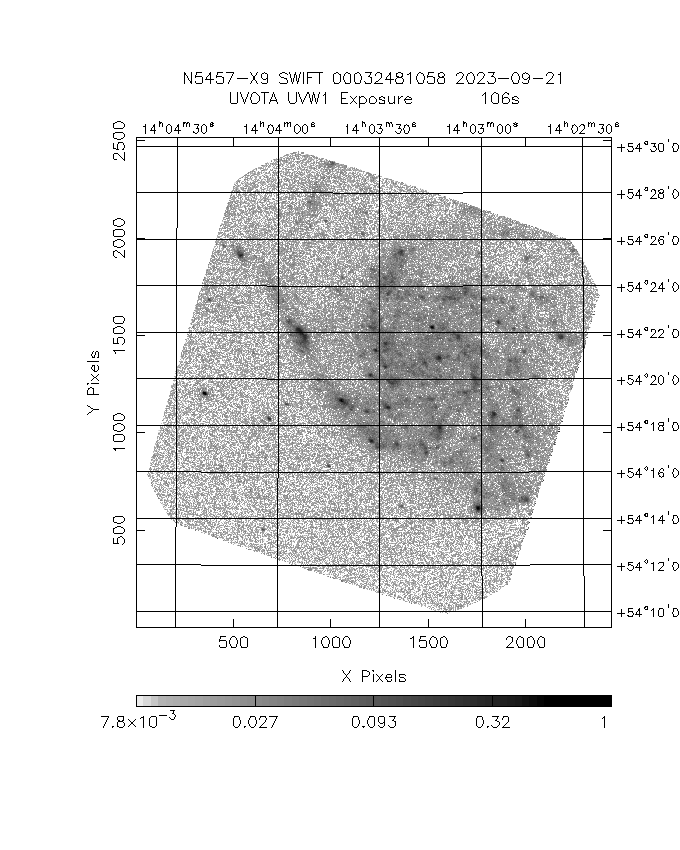 N5457-X9 SWIFT 00032481058 2023-09-21
UVOTA UVW1 Exposure 106s
14ʰ04ᵐ30ˢ 14ʰ04ᵐ00ˢ 14ʰ03ᵐ30ˢ 14ʰ03ᵐ00ˢ 14ʰ02ᵐ30ˢ
2500
+54°30'0
+54°28'0
2000
+54°26'0
+54°24'0
1500
+54°22'0
+54°20'0
Y Pixels
1000
+54°18'0
+54°16'0
500
+54°14'0
+54°12'0
+54°10'0
500 1000 1500 2000
X Pixels
7.8×10⁻³ 0.027 0.093 0.32 1